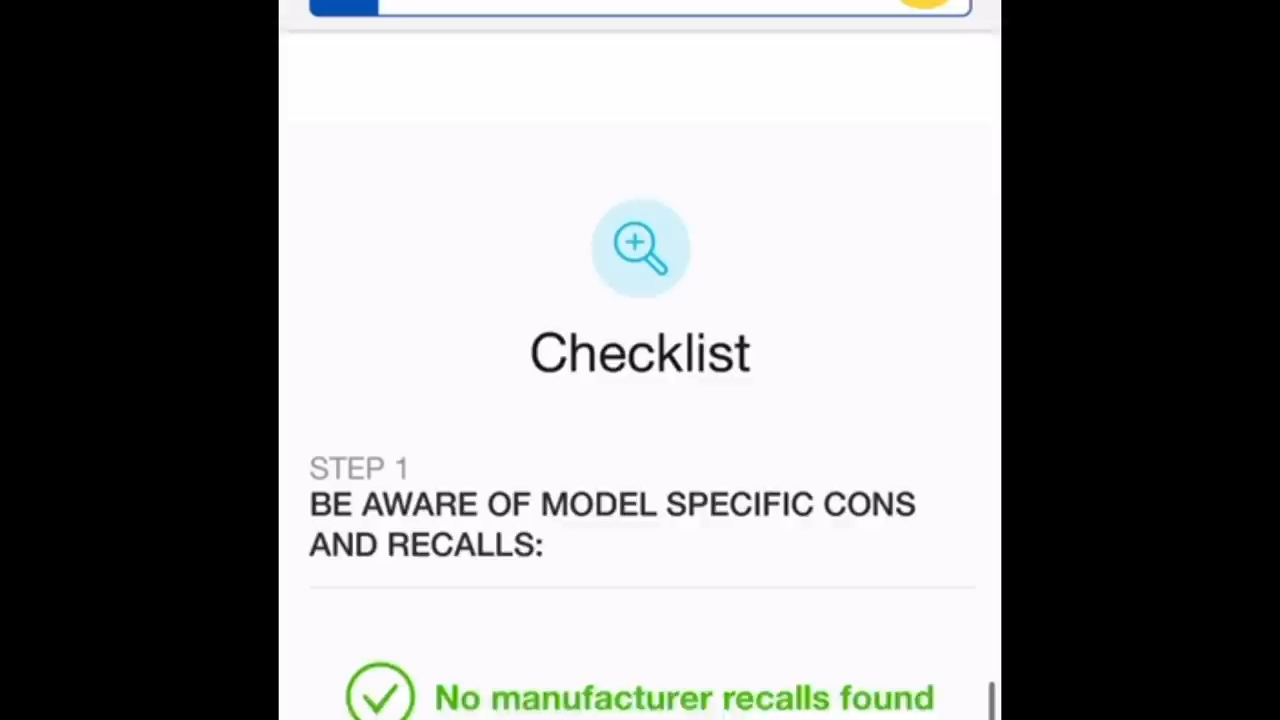 Checklist
STEP 1
BE AWARE OF MODEL SPECIFIC CONS
AND RECALLS:
No manufacturer recalls found